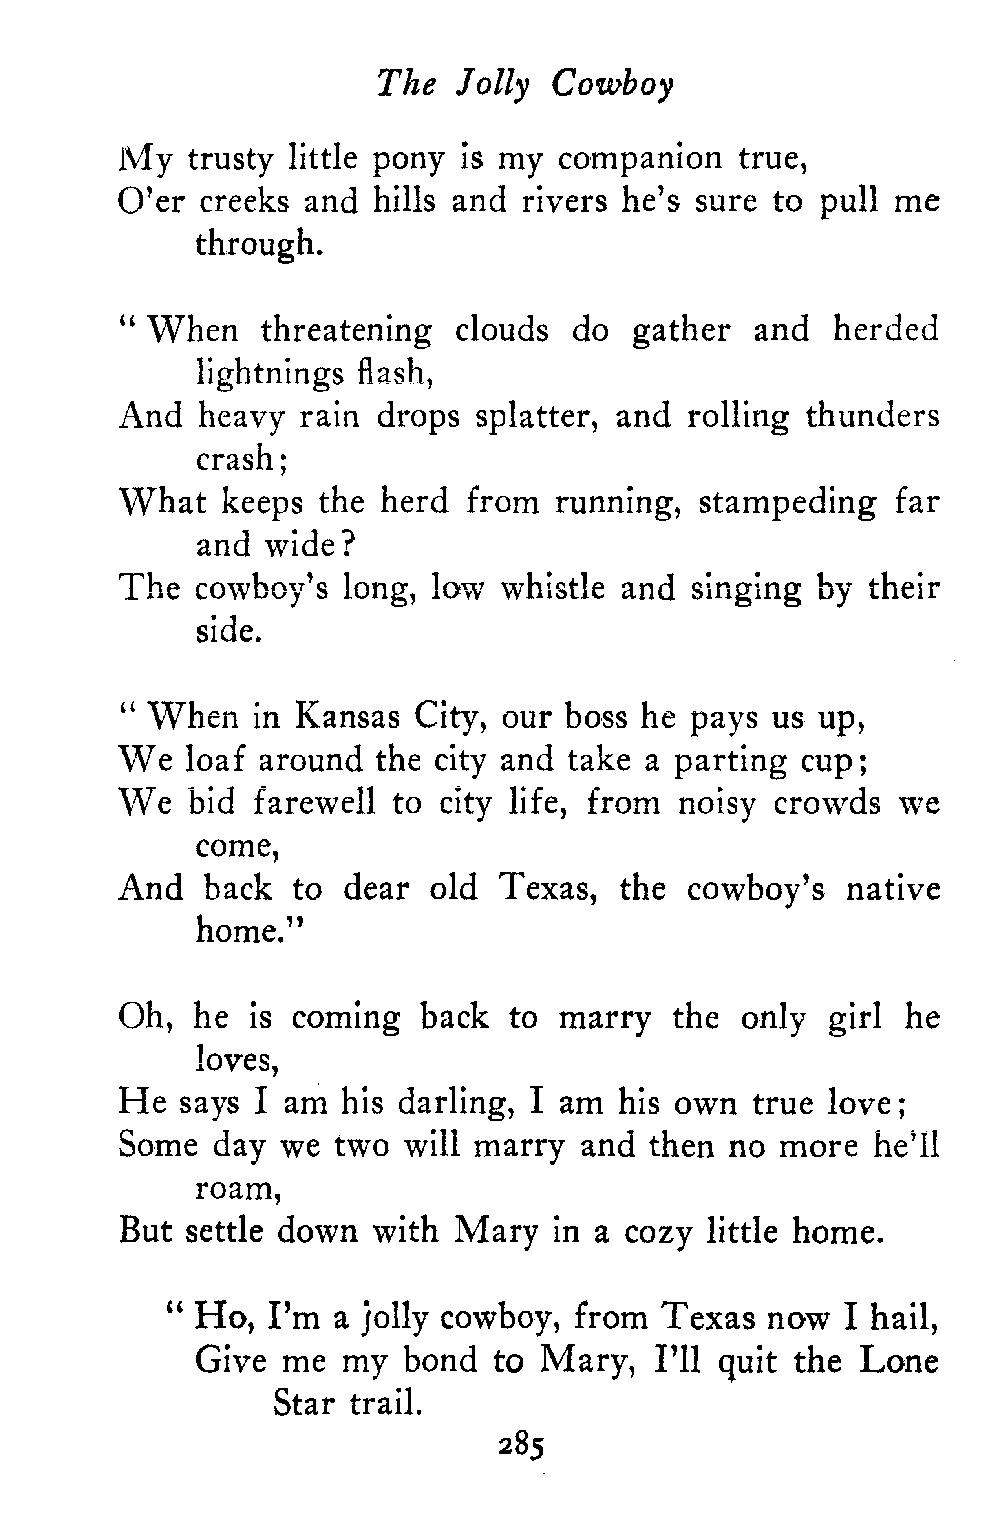 The Jolly Cowboy
My trusty little pony is my companion true,
O'er creeks and hills and rivers he's sure to pull me
through.
" When threatening clouds do gather and herded
lightnings flash,
And heavy rain drops splatter, and rolling thunders
crash;
What keeps the herd from running, stampeding far
and wide?
The cowboy's long, low whistle and singing by their
side.
" When in Kansas City, our boss he pays us up,
We loaf around the city and take a parting cup;
We bid farewell to city life, from noisy crowds we
come,
And back to dear old Texas, the cowboy's native
home."
Oh, he is coming back to marry the only girl he
loves,
He says I am his darling, I am his own true love;
Some day we two will marry and then no more he'll
roam,
But settle down with Mary in a cozy little home.
" Ho, I'm a jolly cowboy, from Texas now I hail,
Give me my bond to Mary, I'll quit the Lone
Star trail.
285